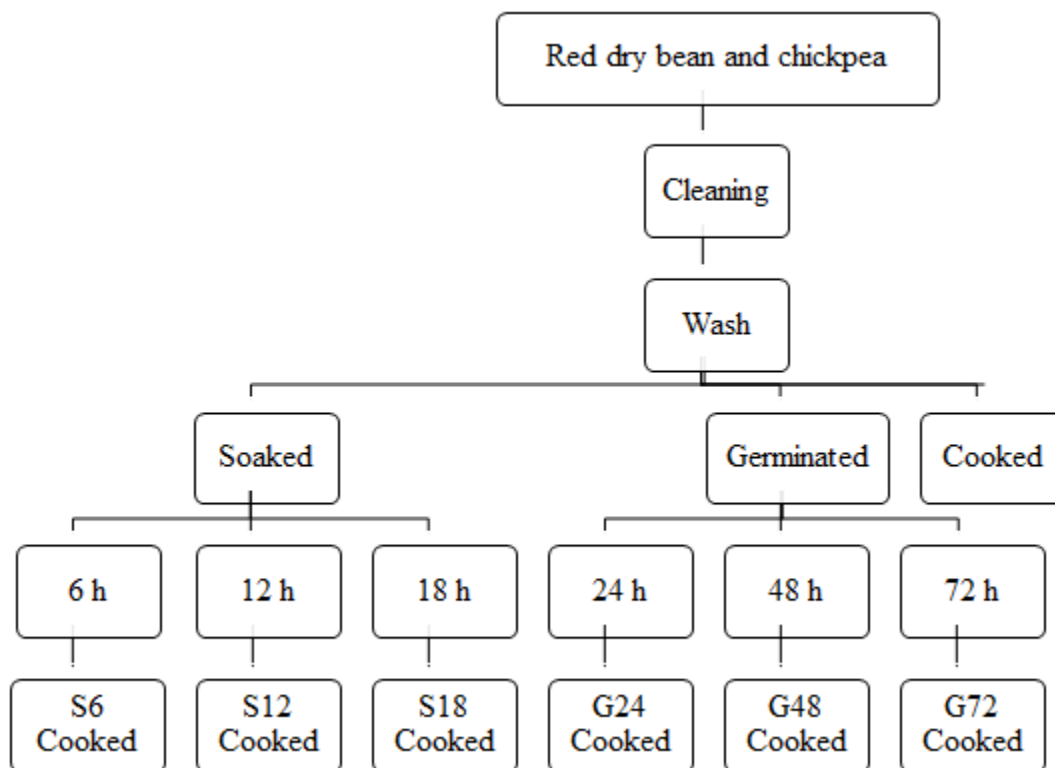 Red dry bean and chickpea
Cleaning
Wash
Soaked
Germinated
Cooked
6 h
12 h
18 h
24 h
48 h
72 h
S6
Cooked
S12
Cooked
S18
Cooked
G24
Cooked
G48
Cooked
G72
Cooked